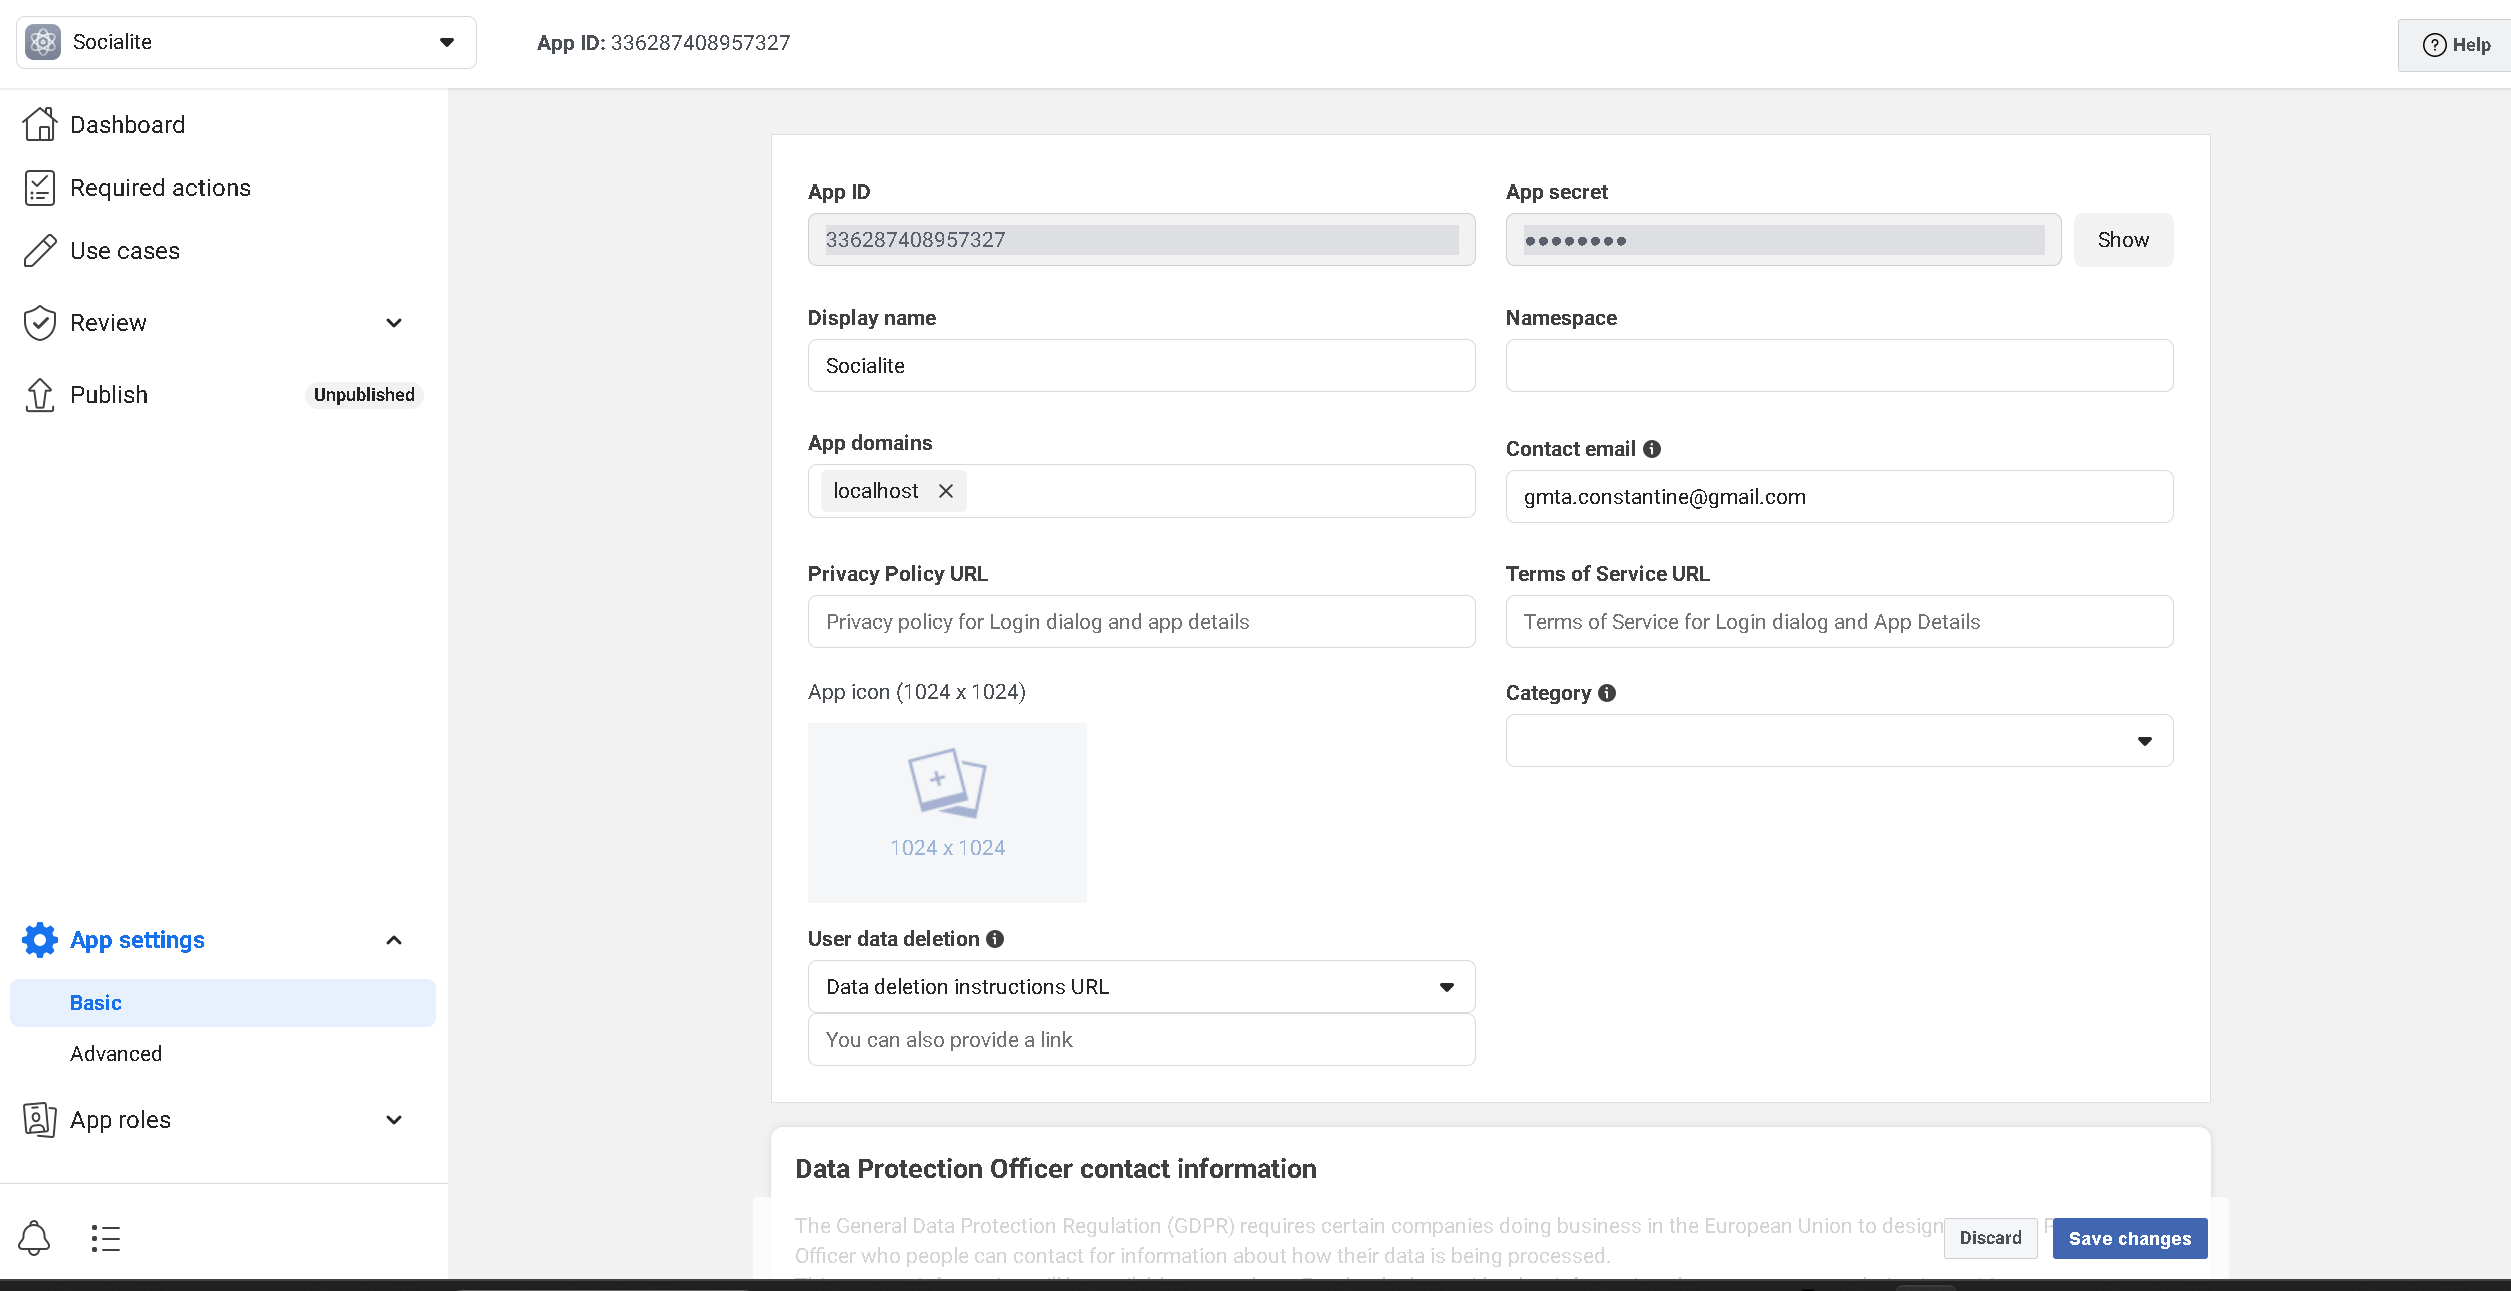 Socialite
App ID: 336287408957327
Help
Dashboard
Required actions
Use cases
Review
Publish
Unpublished
App settings
Basic
Advanced
App roles
App ID
336287408957327
App secret
Show
Display name
Socialite
Namespace
App domains
localhost
Contact email
gmta.constantine@gmail.com
Privacy Policy URL
Privacy policy for Login dialog and app details
Terms of Service URL
Terms of Service for Login dialog and App Details
App icon (1024 x 1024)
1024 x 1024
Category
User data deletion
Data deletion instructions URL
You can also provide a link
Data Protection Officer contact information
The General Data Protection Regulation (GDPR) requires certain companies doing business in the European Union to design
Officer who people can contact for information about how their data is being processed.
Discard
Save changes